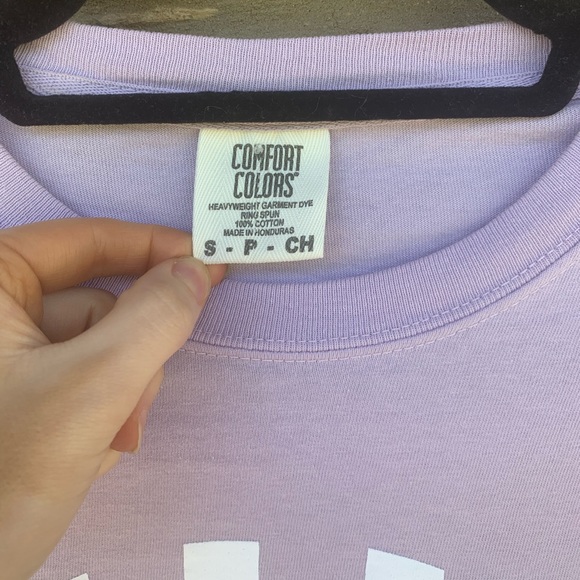 COMFORT
COLORS®
HEAVYWEIGHT GARMENT DYE
RING SPUN
100% COTTON
MADE IN HONDURAS
S - P - CH